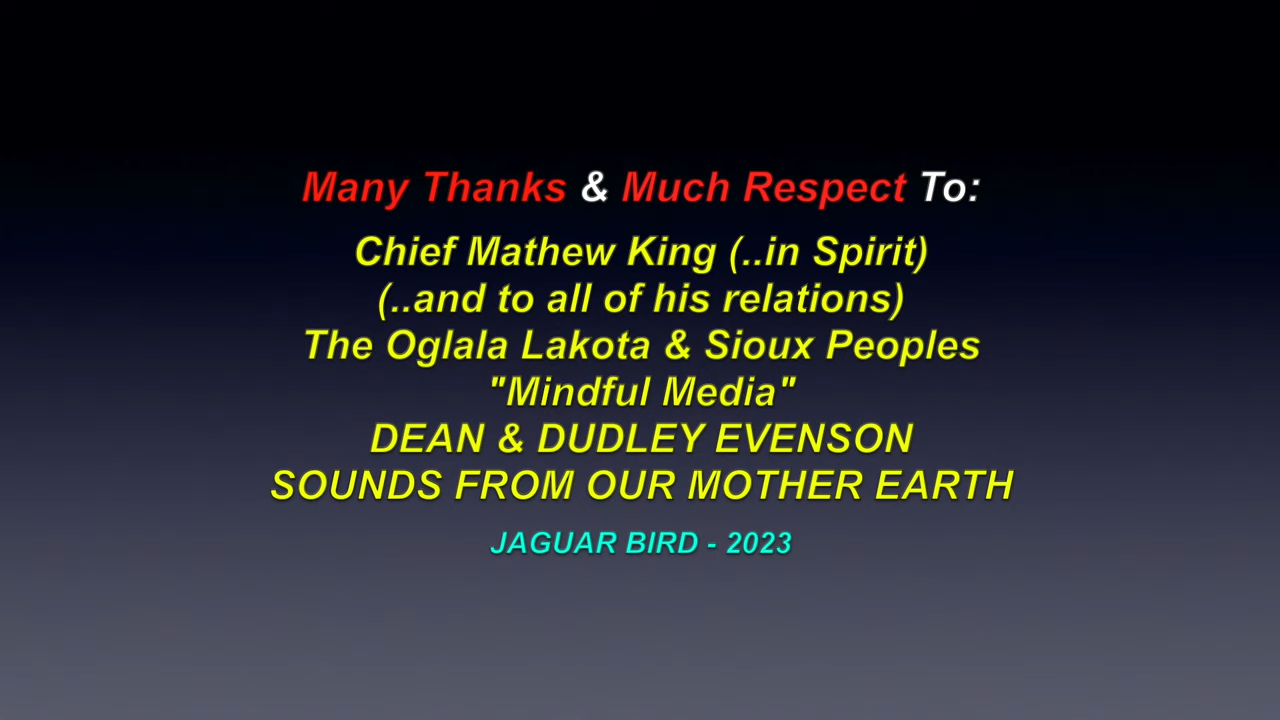 Many Thanks & Much Respect To:
Chief Mathew King (..in Spirit)
(..and to all of his relations)
The Oglala Lakota & Sioux Peoples
"Mindful Media"
DEAN & DUDLEY EVENSON
SOUNDS FROM OUR MOTHER EARTH
JAGUAR BIRD - 2023